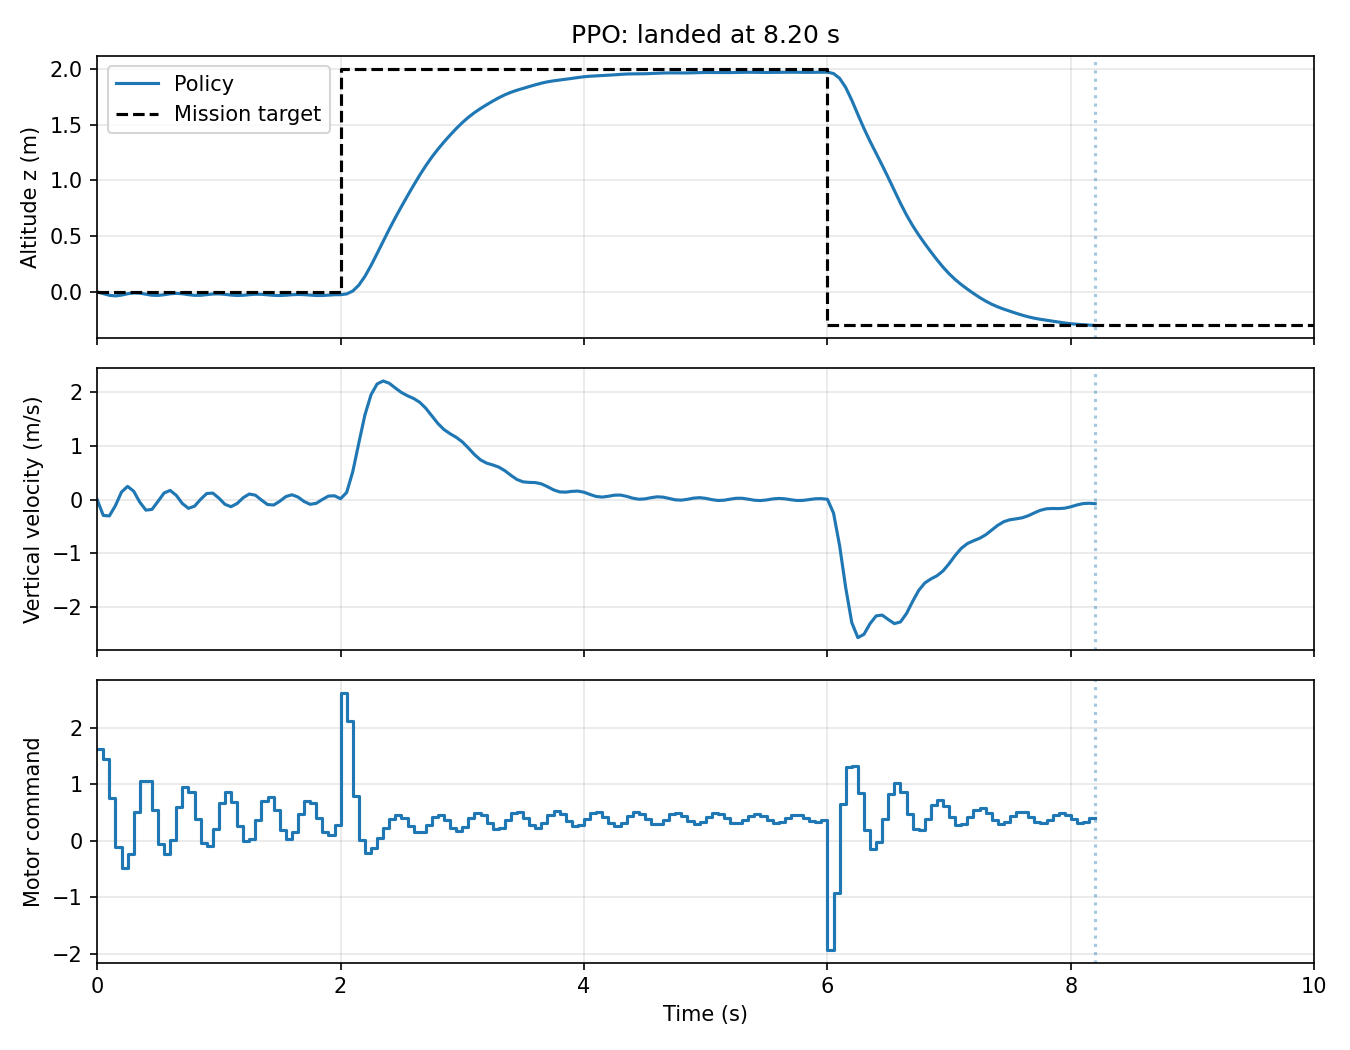 PPO: landed at 8.20 s
Altitude z (m)
2.0
1.5
1.0
0.5
0.0
Policy
Mission target
Vertical velocity (m/s)
2
1
0
−1
−2
Motor command
2
1
0
−1
−2
0 2 4 6 8 10
Time (s)